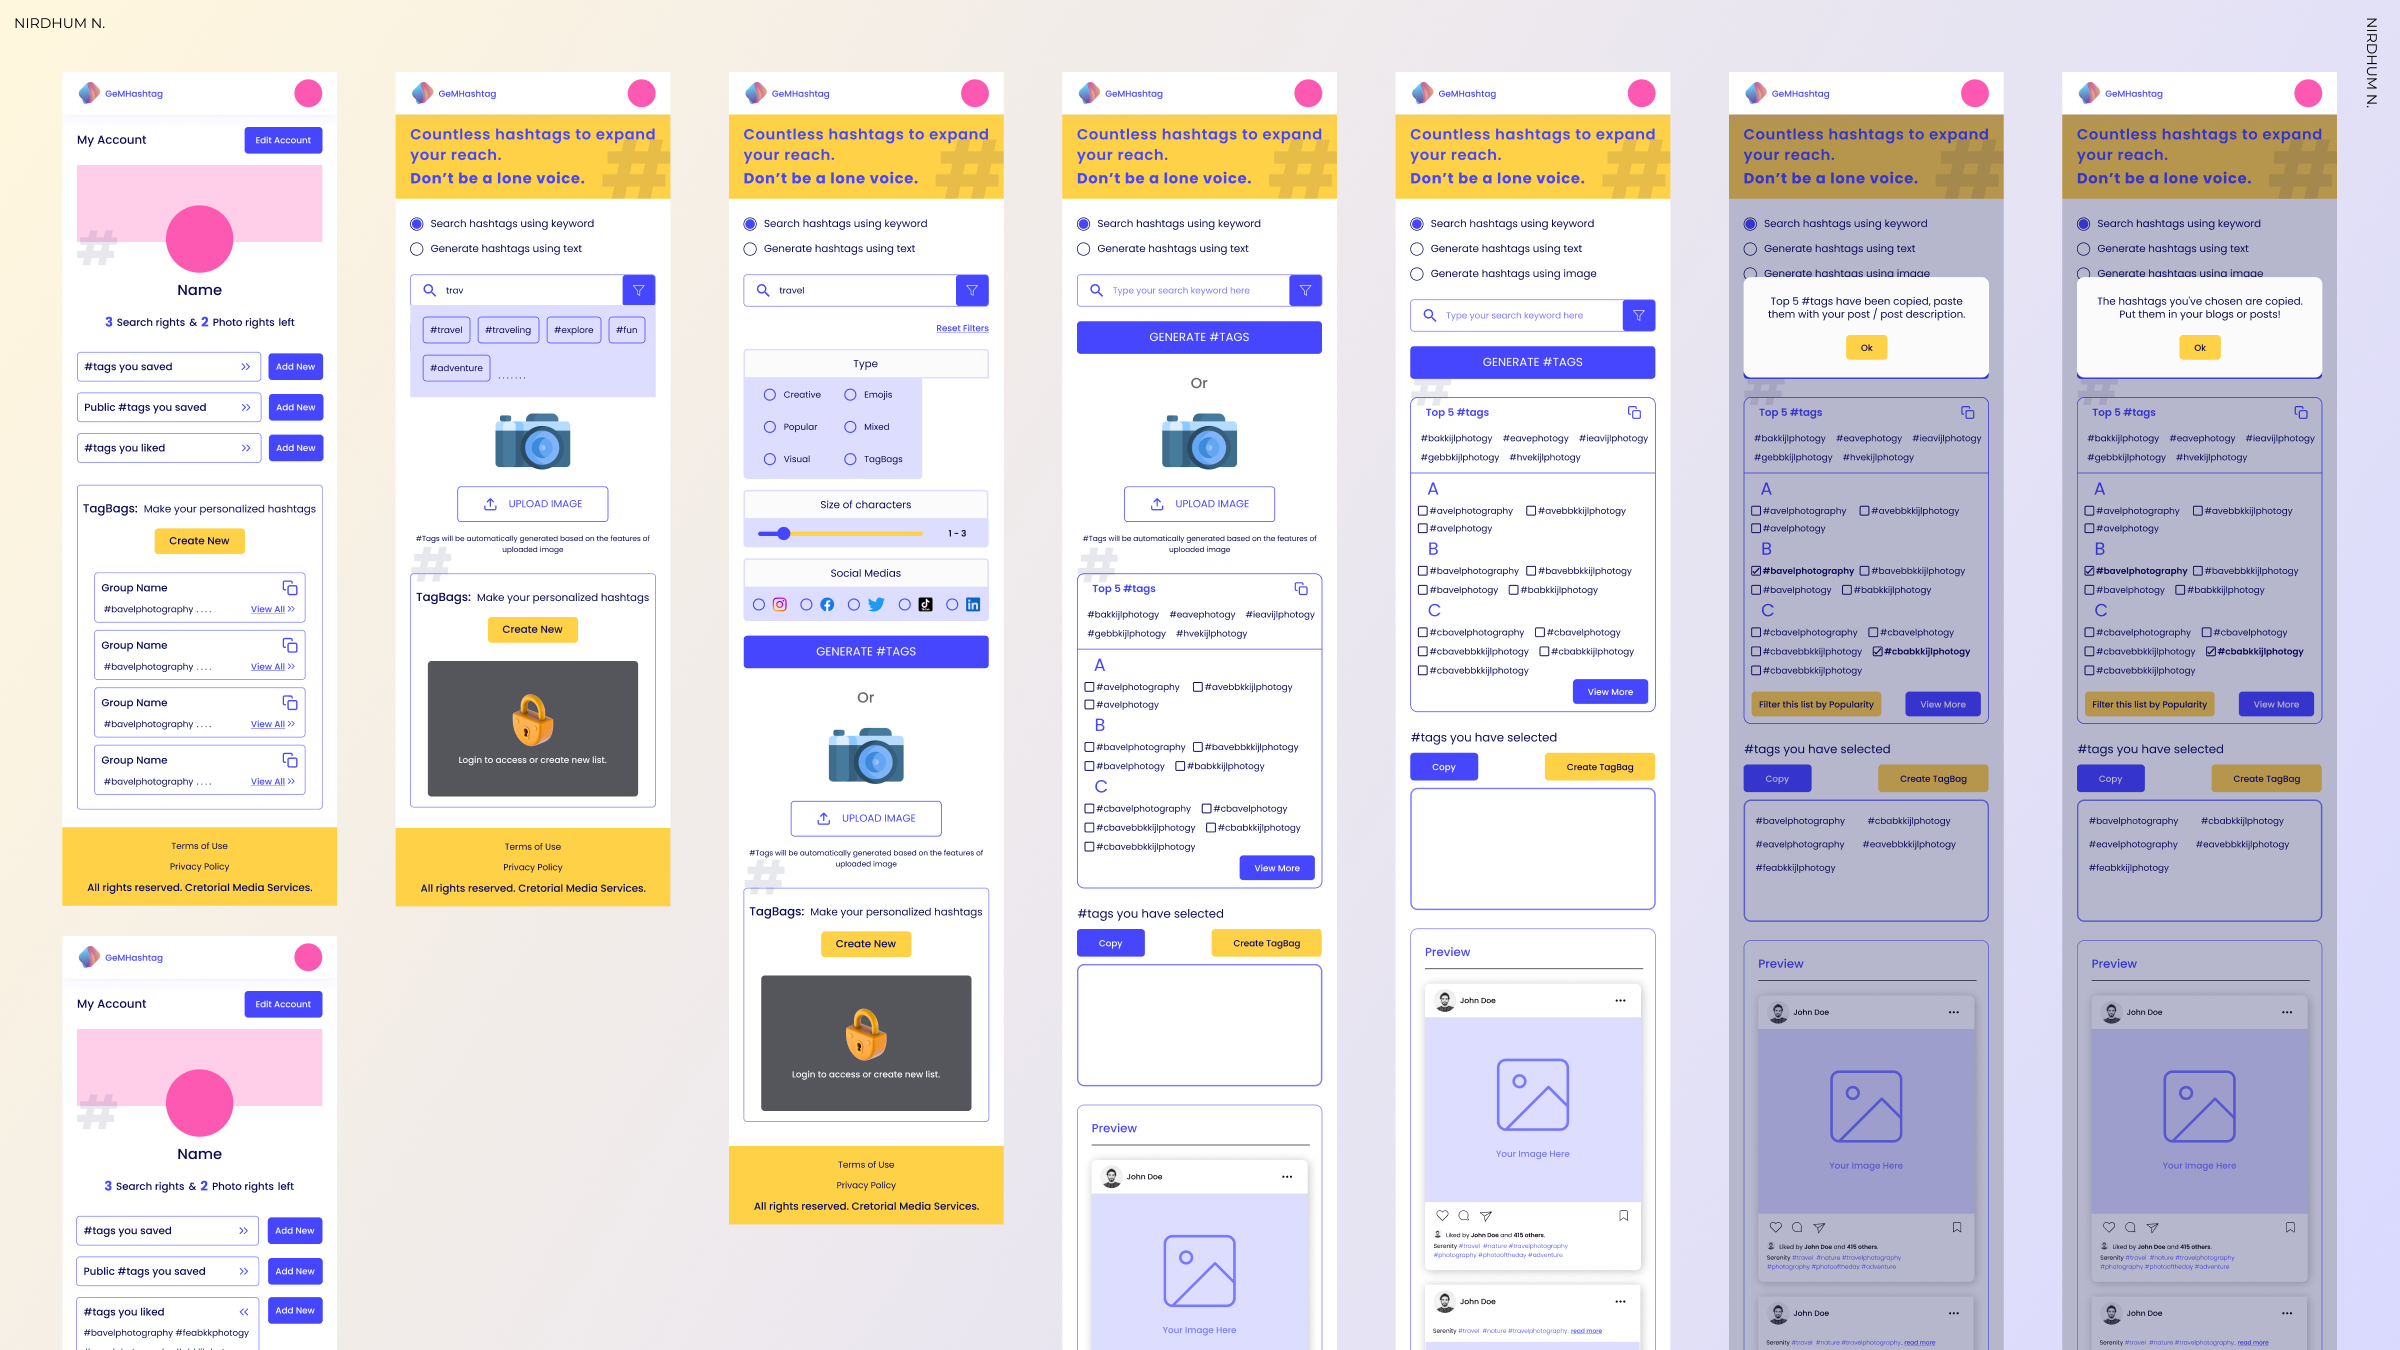 NIRDHUM N.
NIRDHUM N.
GeMHashtag
My Account
Edit Account
Name
3 Search rights & 2 Photo rights left
#tags you saved
Add New
Public #tags you saved
Add New
#tags you liked
Add New
TagBags: Make your personalized hashtags
Create New
Group Name
#bavelphotography . . . .
View All
Group Name
#bavelphotography . . . .
View All
Group Name
#bavelphotography . . . .
View All
Group Name
#bavelphotography . . . .
View All
Terms of Use
Privacy Policy
All rights reserved. Cretorial Media Services.
GeMHashtag
My Account
Edit Account
Name
3 Search rights & 2 Photo rights left
#tags you saved
Add New
Public #tags you saved
Add New
#tags you liked
Add New
#bavelphotography #feabkkphotogy
GeMHashtag
Countless hashtags to expand
your reach.
Don't be a lone voice.
#
Search hashtags using keyword
Generate hashtags using text
trav
#travel
#traveling
#explore
#fun
#adventure
.......
UPLOAD IMAGE
#Tags will be automatically generated based on the features of
uploaded image
TagBags: Make your personalized hashtags
Create New
Login to access or create new list.
Terms of Use
Privacy Policy
All rights reserved. Cretorial Media Services.
GeMHashtag
Countless hashtags to expand
your reach.
Don't be a lone voice.
#
Search hashtags using keyword
Generate hashtags using text
travel
Reset Filters
Type
Creative
Emojis
Popular
Mixed
Visual
TagBags
Size of characters
1 - 3
Social Medias
GENERATE #TAGS
Or
UPLOAD IMAGE
#Tags will be automatically generated based on the features of
uploaded image
TagBags: Make your personalized hashtags
Create New
Login to access or create new list.
Terms of Use
Privacy Policy
All rights reserved. Cretorial Media Services.
GeMHashtag
Countless hashtags to expand
your reach.
Don't be a lone voice.
#
Search hashtags using keyword
Generate hashtags using text
Type your search keyword here
GENERATE #TAGS
Or
UPLOAD IMAGE
#Tags will be automatically generated based on the features of
uploaded image
Top 5 #tags
#bakkijlphotogy #eavephotogy #ieavijlphotogy
#gebbkijlphotogy #hvekijlphotogy
A
#avelphotography #avebbkkijlphotogy
#avelphotogy
B
#bavelphotography #bavebbkkijlphotogy
#bavelphotogy #babkkijlphotogy
C
#cbavelphotography #cbavelphotogy
#cbavebbkkijlphotogy #cbabkkijlphotogy
#cbavebbkkijlphotogy
View More
#tags you have selected
Copy
Create TagBag
Preview
John Doe
Your Image Here
GeMHashtag
Countless hashtags to expand
your reach.
Don't be a lone voice.
#
Search hashtags using keyword
Generate hashtags using text
Generate hashtags using image
Type your search keyword here
GENERATE #TAGS
Top 5 #tags
#bakkijlphotogy #eavephotogy #ieavijlphotogy
#gebbkijlphotogy #hvekijlphotogy
A
#avelphotography #avebbkkijlphotogy
#avelphotogy
B
#bavelphotography #bavebbkkijlphotogy
#bavelphotogy #babkkijlphotogy
C
#cbavelphotography #cbavelphotogy
#cbavebbkkijlphotogy #cbabkkijlphotogy
#cbavebbkkijlphotogy
View More
#tags you have selected
Copy
Create TagBag
Preview
John Doe
Your Image Here
Liked by John Doe and 415 others.
Serenity #travel #nature #travelphotography
#photography #photooftheday #adventure
John Doe
Serenity #travel #nature #travelphotography.. read more
GeMHashtag
Countless hashtags to expand
your reach.
Don't be a lone voice.
#
Search hashtags using keyword
Generate hashtags using text
Generate hashtags using image
Top 5 #tags have been copied, paste
them with your post / post description.
Ok
Top 5 #tags
#bakkijlphotogy #eavephotogy #ieavijlphotogy
#gebbkijlphotogy #hvekijlphotogy
A
#avelphotography #avebbkkijlphotogy
#avelphotogy
B
#bavelphotography #bavebbkkijlphotogy
#bavelphotogy #babkkijlphotogy
C
#cbavelphotography #cbavelphotogy
#cbavebbkkijlphotogy #cbabkkijlphotogy
#cbavebbkkijlphotogy
Filter this list by Popularity
View More
#tags you have selected
Copy
Create TagBag
#bavelphotography #cbabkkijlphotogy
#eavelphotography #eavebbkijlphotogy
#feabkkijlphotogy
Preview
John Doe
Your Image Here
Liked by John Doe and 415 others.
Serenity #travel #nature #travelphotography
#photography #photooftheday #adventure
John Doe
Serenity #travel #nature #travelphotography.. read more
GeMHashtag
Countless hashtags to expand
your reach.
Don't be a lone voice.
#
Search hashtags using keyword
Generate hashtags using text
Generate hashtags using image
The hashtags you've chosen are copied.
Put them in your blogs or posts!
Ok
Top 5 #tags
#bakkijlphotogy #eavephotogy #ieavijlphotogy
#gebbkijlphotogy #hvekijlphotogy
A
#avelphotography #avebbkkijlphotogy
#avelphotogy
B
#bavelphotography #bavebbkkijlphotogy
#bavelphotogy #babkkijlphotogy
C
#cbavelphotography #cbavelphotogy
#cbavebbkkijlphotogy #cbabkkijlphotogy
#cbavebbkkijlphotogy
Filter this list by Popularity
View More
#tags you have selected
Copy
Create TagBag
#bavelphotography #cbabkkijlphotogy
#eavelphotography #eavebbkijlphotogy
#feabkkijlphotogy
Preview
John Doe
Your Image Here
Liked by John Doe and 415 others.
Serenity #travel #nature #travelphotography
#photography #photooftheday #adventure
John Doe
Serenity #travel #nature #travelphotography.. read more